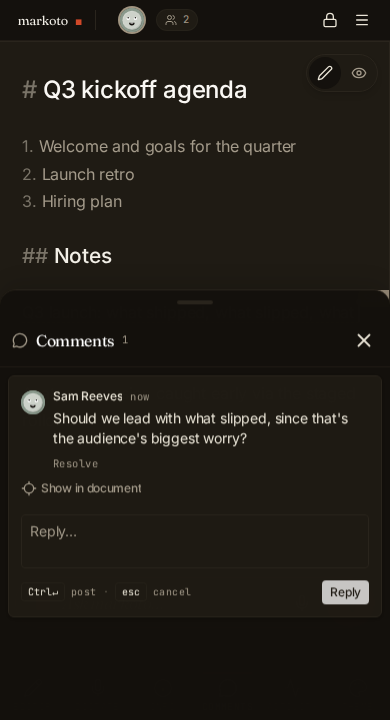 markoto
2
# Q3 kickoff agenda
1. Welcome and goals for the quarter
2. Launch retro
3. Hiring plan
## Notes
Comments 1
Sam Reeves now
Should we lead with what slipped, since that's
the audience's biggest worry?
Resolve
Show in document
Reply...
Ctrl↵ post · esc cancel
Reply